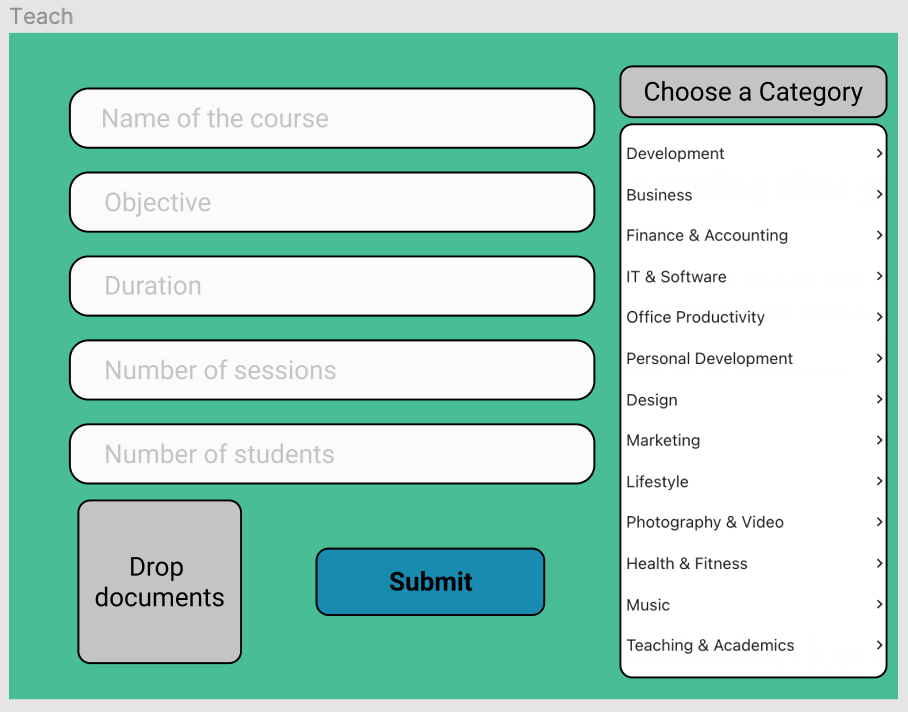 Teach
Name of the course
Objective
Duration
Number of sessions
Number of students
Drop
documents
Submit
Choose a Category
Development
Business
Finance & Accounting
IT & Software
Office Productivity
Personal Development
Design
Marketing
Lifestyle
Photography & Video
Health & Fitness
Music
Teaching & Academics